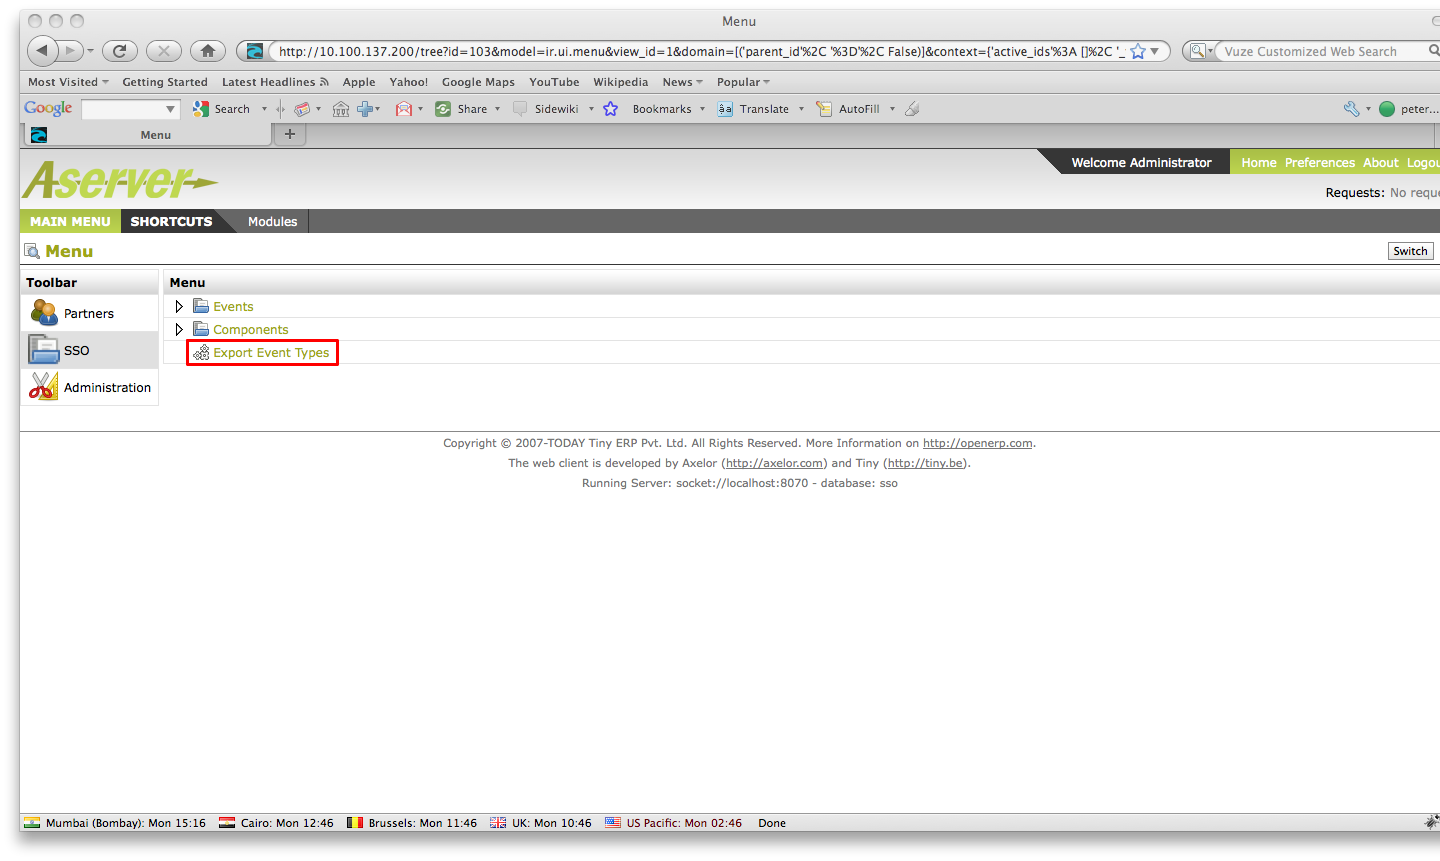 Menu
http://10.100.137.200/tree?id=103&model=ir.ui.menu&view_id=1&domain=[('parent_id'%2C '%3D'%2C False)]&context={'active_ids'%3A []%2C '_ Vuze Customized Web Search
Most Visited Getting Started Latest Headlines Apple Yahoo! Google Maps YouTube Wikipedia News Popular
Google Search Share Sidewiki Bookmarks Translate AutoFill peter...
Menu
Aserver
Welcome Administrator Home Preferences About Logou
Requests: No reque
MAIN MENU SHORTCUTS Modules
Menu Switch
Toolbar Menu
Partners
SSO
Administration
Events
Components
Export Event Types
Copyright © 2007-TODAY Tiny ERP Pvt. Ltd. All Rights Reserved. More Information on http://openerp.com.
The web client is developed by Axelor (http://axelor.com) and Tiny (http://tiny.be).
Running Server: socket://localhost:8070 - database: sso
Mumbai (Bombay): Mon 15:16 Cairo: Mon 12:46 Brussels: Mon 11:46 UK: Mon 10:46 US Pacific: Mon 02:46 Done